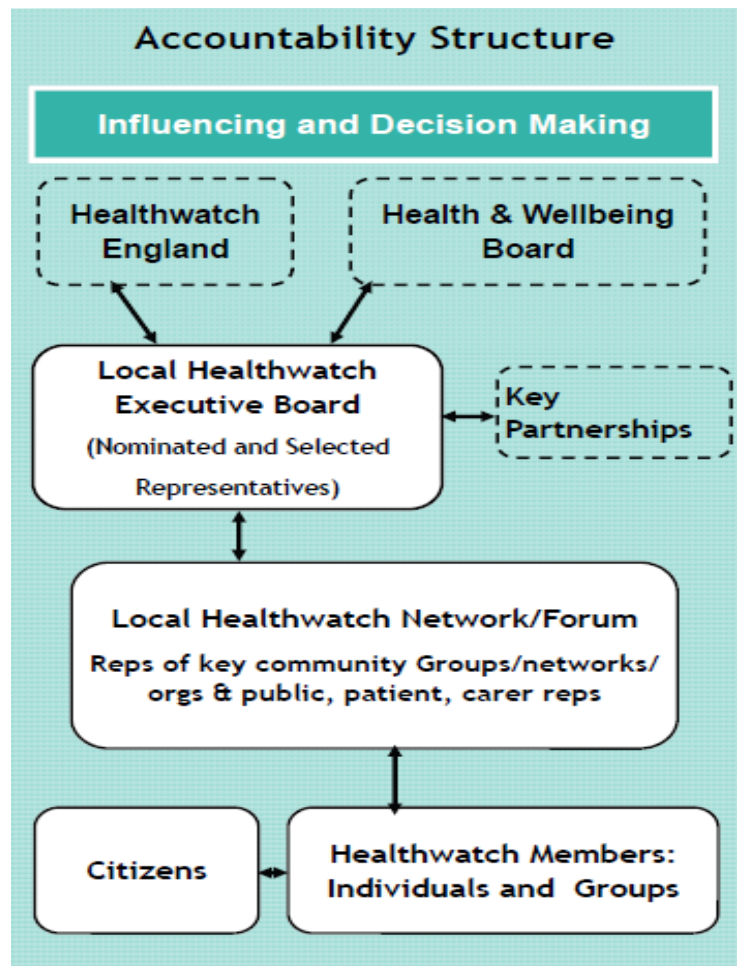 Accountability Structure
Influencing and Decision Making
Healthwatch
England
Health & Wellbeing
Board
Local Healthwatch
Executive Board
(Nominated and Selected
Representatives)
Key
Partnerships
Local Healthwatch Network/Forum
Reps of key community Groups/networks/
orgs & public, patient, carer reps
Citizens
Healthwatch Members:
Individuals and Groups